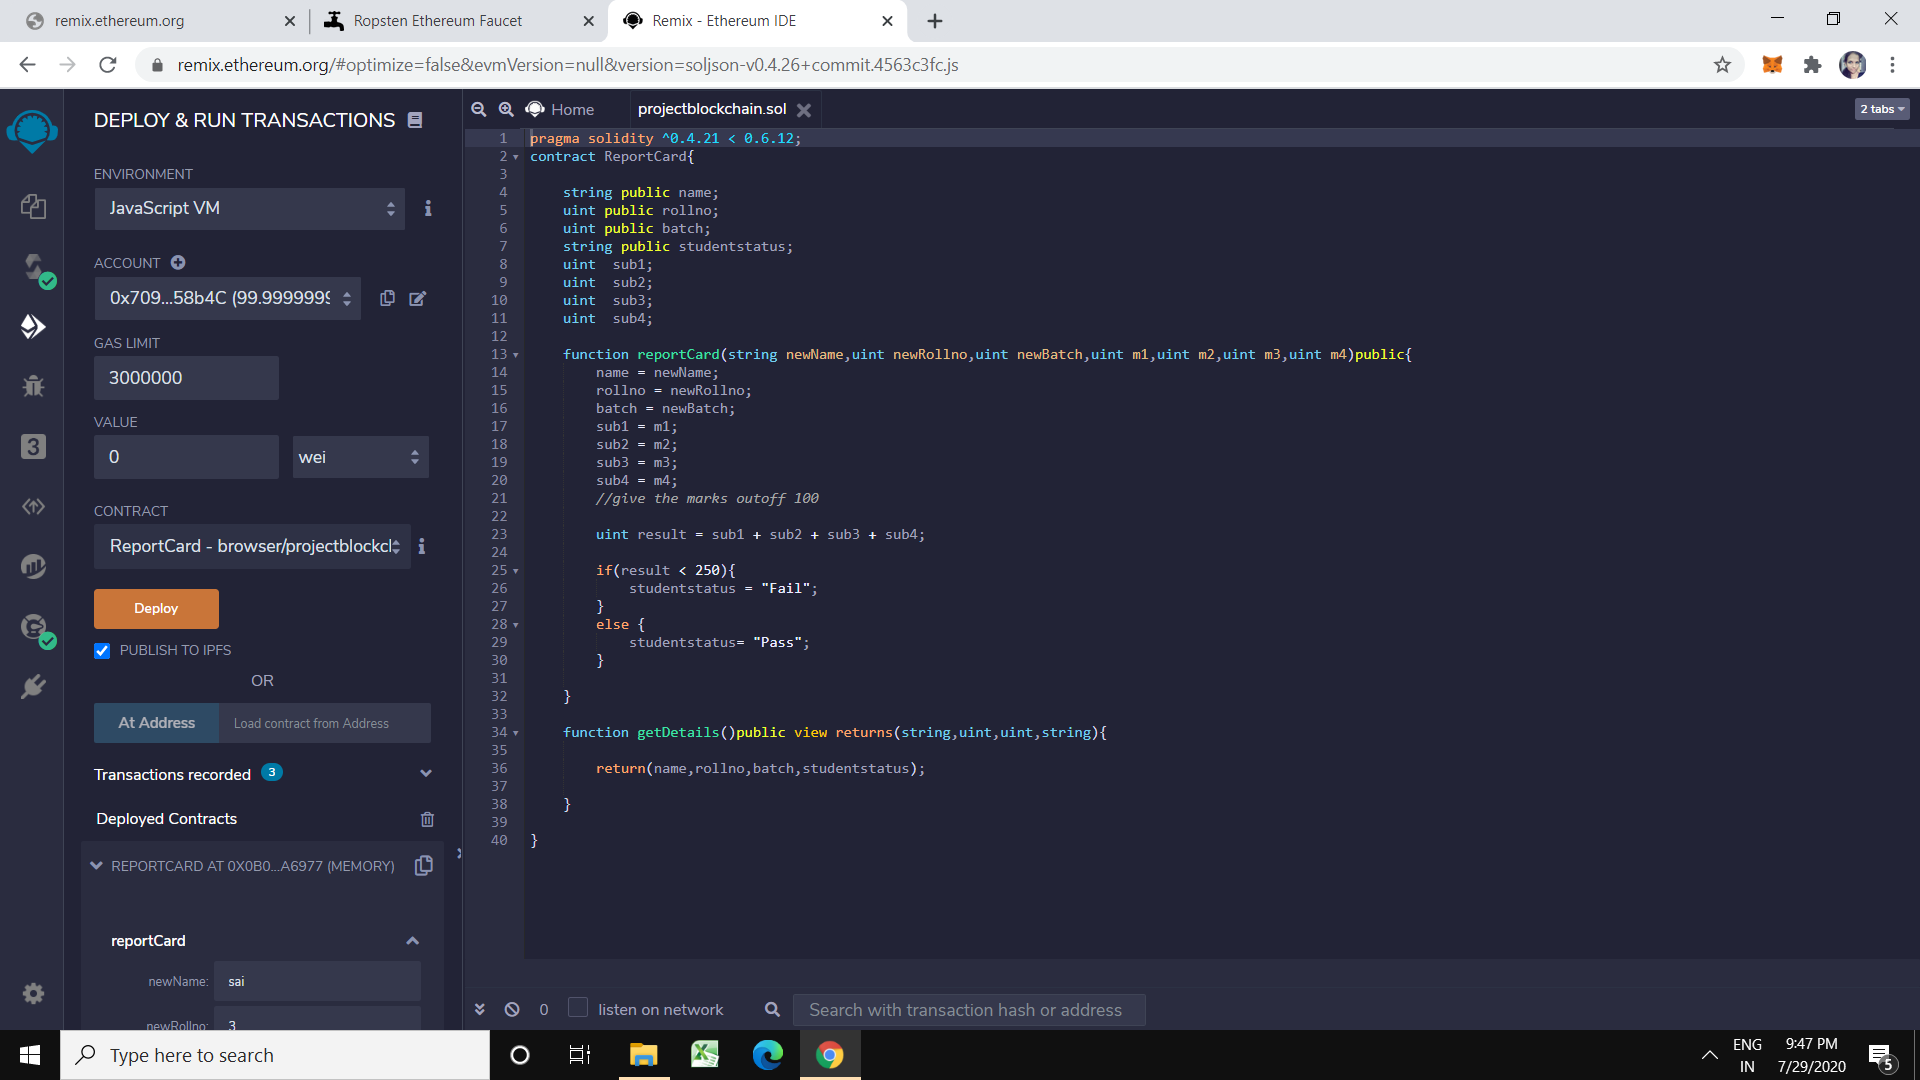 remix.ethereum.org
Ropsten Ethereum Faucet
Remix - Ethereum IDE
remix.ethereum.org/#optimize=false&evmVersion=null&version=soljson-v0.4.26+commit.4563c3fc.js
DEPLOY & RUN TRANSACTIONS
ENVIRONMENT
JavaScript VM
ACCOUNT
0x709...58b4C (99.9999999
GAS LIMIT
3000000
VALUE
0
wei
CONTRACT
ReportCard - browser/projectblockcl
Deploy
PUBLISH TO IPFS
OR
At Address
Load contract from Address
Transactions recorded 3
Deployed Contracts
REPORTCARD AT 0X0B0...A6977 (MEMORY)
reportCard
newName: sai
newRollno: 3
Home
projectblockchain.sol
2 tabs
1 pragma solidity ^0.4.21 < 0.6.12;
2 contract ReportCard{
3
4 string public name;
5 uint public rollno;
6 uint public batch;
7 string public studentstatus;
8 uint  sub1;
9 uint  sub2;
10 uint  sub3;
11 uint  sub4;
12
13 function reportCard(string newName,uint newRollno,uint newBatch,uint m1,uint m2,uint m3,uint m4)public{
14 name = newName;
15 rollno = newRollno;
16 batch = newBatch;
17 sub1 = m1;
18 sub2 = m2;
19 sub3 = m3;
20 sub4 = m4;
21 //give the marks outoff 100
22
23 uint result = sub1 + sub2 + sub3 + sub4;
24
25 if(result < 250){
26 studentstatus = "Fail";
27 }
28 else {
29 studentstatus= "Pass";
30 }
31
32 }
33
34 function getDetails()public view returns(string,uint,uint,string){
35
36 return(name,rollno,batch,studentstatus);
37
38 }
39
40 }
0
listen on network
Search with transaction hash or address
Type here to search
ENG
IN
9:47 PM
7/29/2020
5